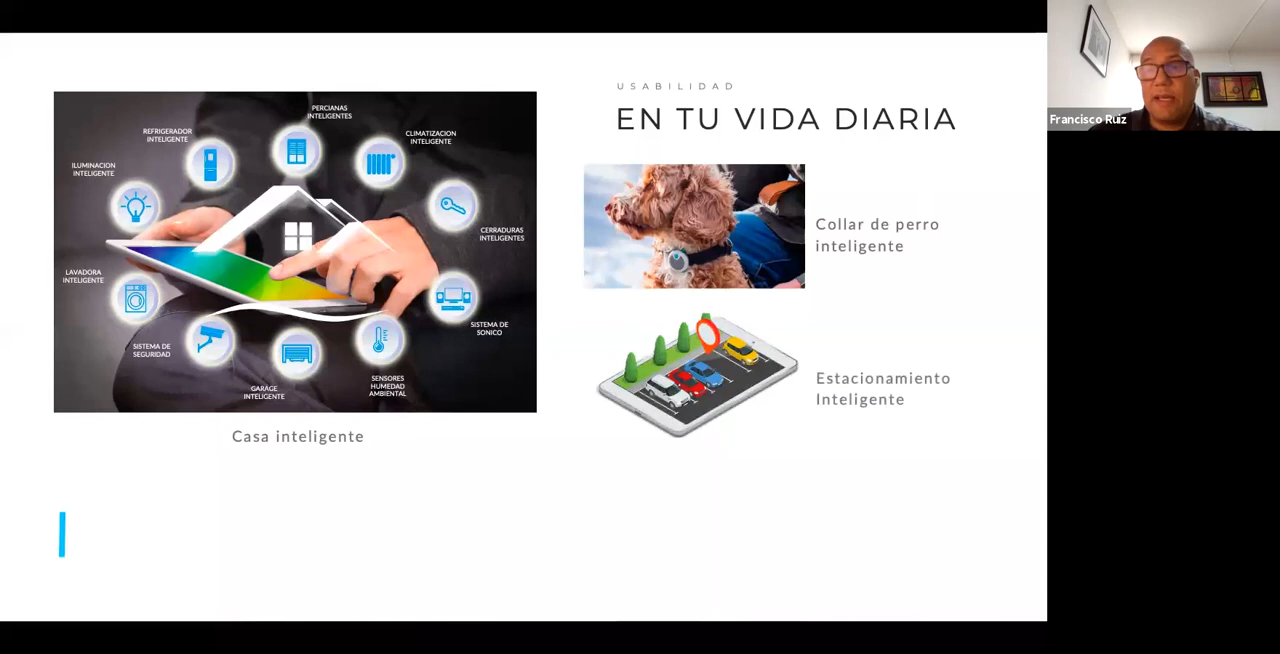 USABILIDAD
EN TU VIDA DIARIA
PERCIANAS
INTELIGENTES
REFRIGERADOR
INTELIGENTE
CLIMATIZACION
INTELIGENTE
ILUMINACION
INTELIGENTE
CERRADURAS
INTELIGENTES
LAVADORA
INTELIGENTE
SISTEMA DE
SONICO
SISTEMA DE
SEGURIDAD
GARAGE
INTELIGENTE
SENSORES
HUMEDAD
AMBIENTAL
Casa inteligente
Collar de perro
inteligente
Estacionamiento
Inteligente
Francisco Ruiz